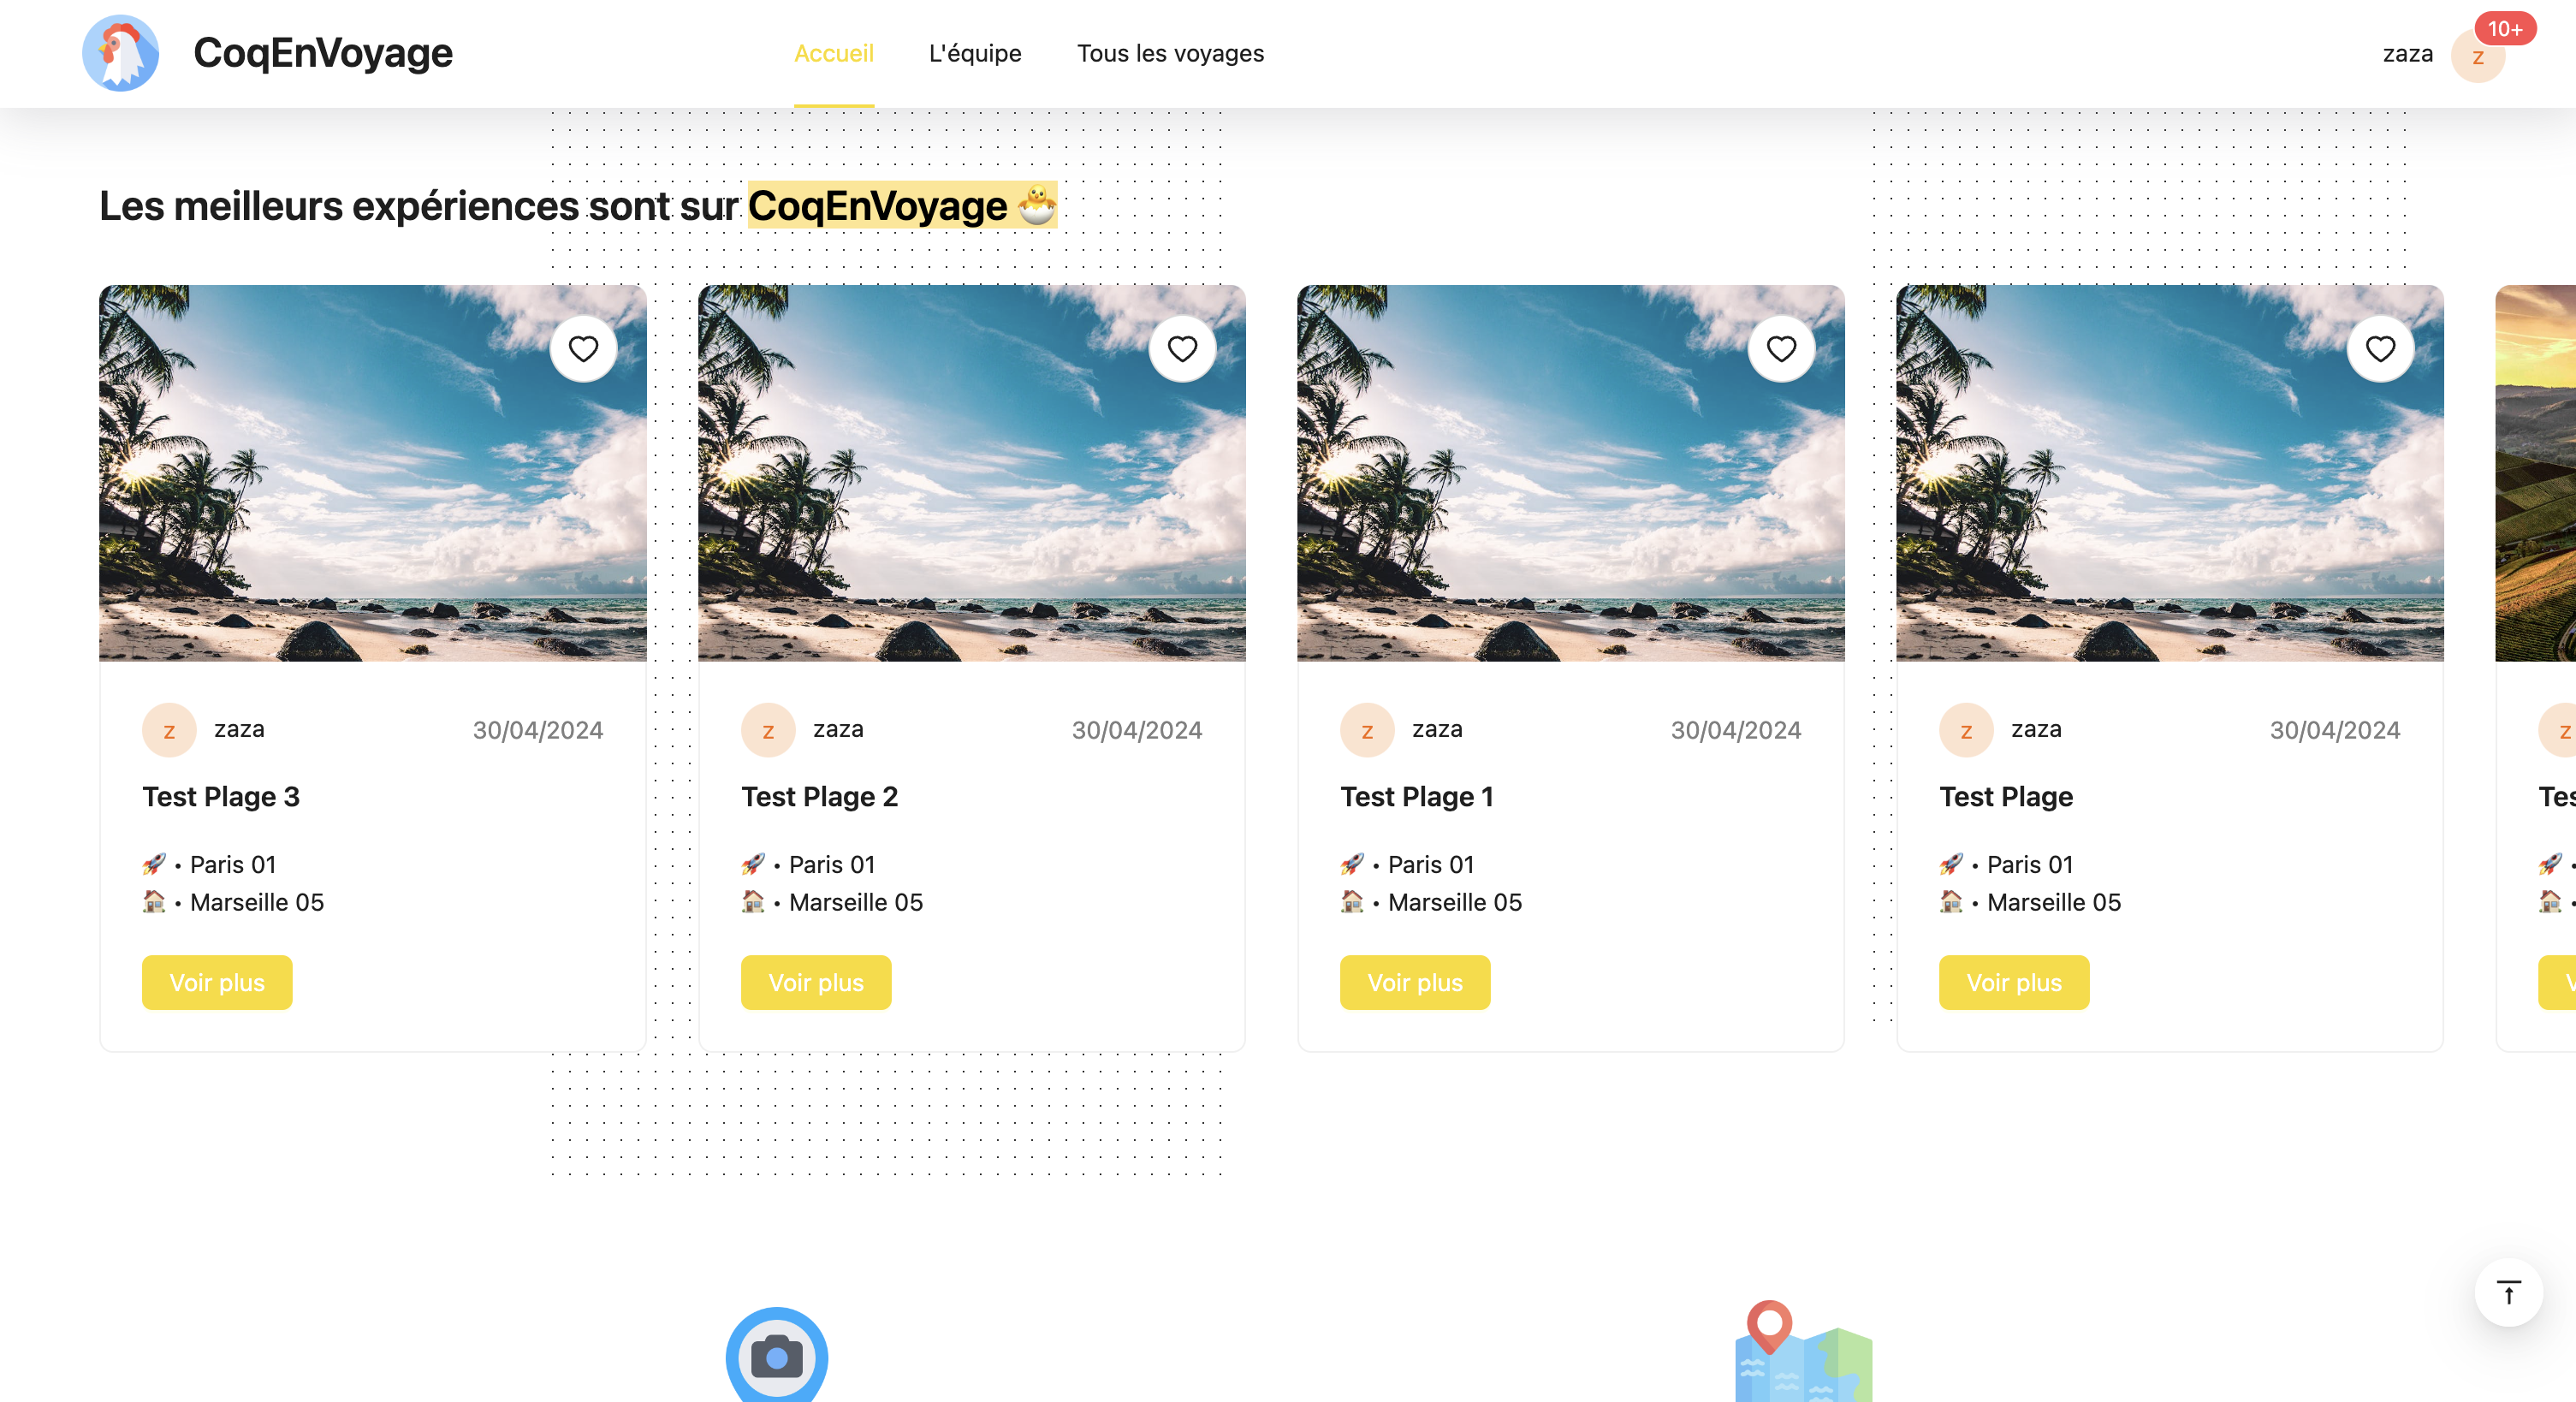 CoqEnVoyage
Accueil L'équipe Tous les voyages
zaza z 10+
Les meilleurs expériences sont sur CoqEnVoyage 🐣
z zaza 30/04/2024
Test Plage 3
🚀 • Paris 01
🏠 • Marseille 05
Voir plus
z zaza 30/04/2024
Test Plage 2
🚀 • Paris 01
🏠 • Marseille 05
Voir plus
z zaza 30/04/2024
Test Plage 1
🚀 • Paris 01
🏠 • Marseille 05
Voir plus
z zaza 30/04/2024
Test Plage
🚀 • Paris 01
🏠 • Marseille 05
Voir plus
z